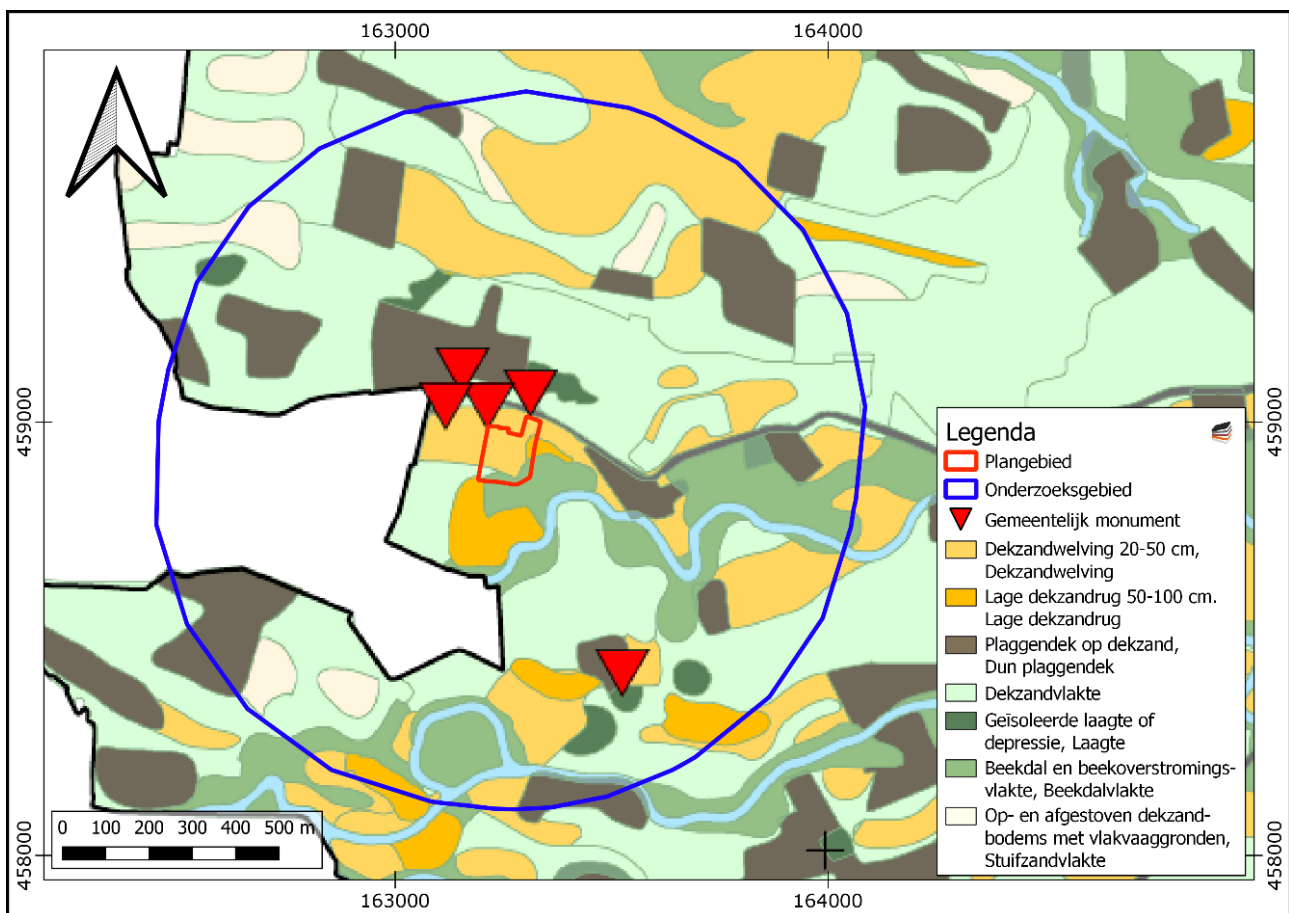 163000
164000
459000
459000
Legenda
Plangebied
Onderzoeksgebied
Gemeentelijk monument
Dekzandwelving 20-50 cm,
Dekzandwelving
Lage dekzandrug 50-100 cm.
Lage dekzandrug
Plaggendek op dekzand,
Dun plaggendek
Dekzandvlakte
Geïsoleerde laagte of
depressie, Laagte
Beekdal en beekoverstromings-
vlakte, Beekdalvlakte
Op- en afgestoven dekzand-
bodems met vlakvaaggronden,
Stuifzandvlakte
0 100 200 300 400 500 m
458000
458000
163000
164000